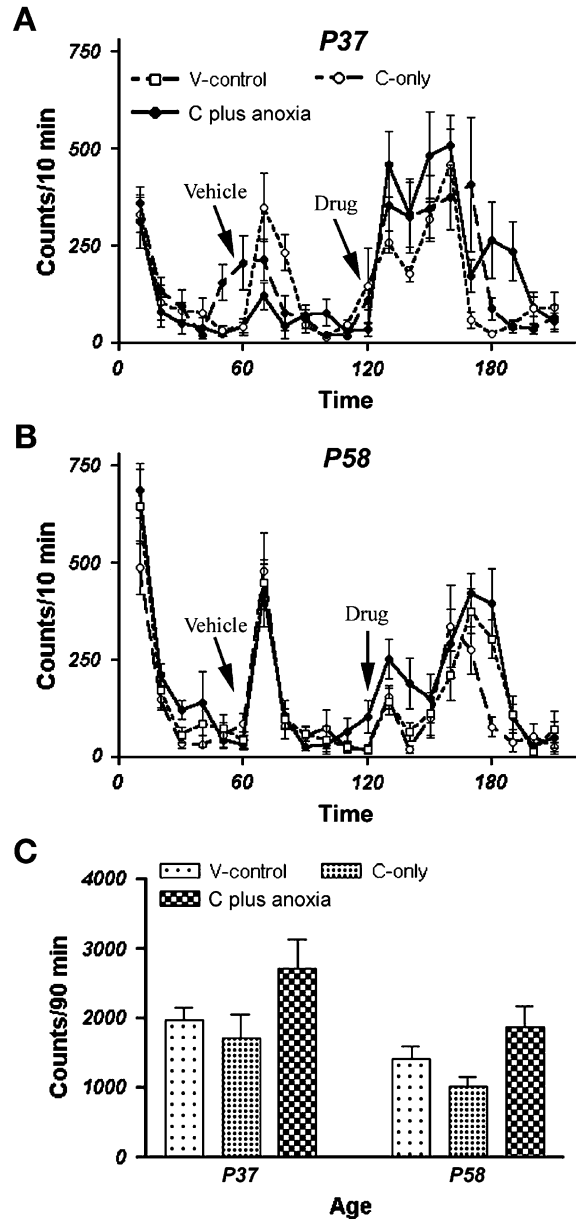 A
P37
750
V-control
C-only
C plus anoxia
500
Vehicle
Drug
250
0
Counts/10 min
0
60
120
180
Time
B
P58
750
500
Vehicle
Drug
250
0
Counts/10 min
0
60
120
180
Time
C
V-control
C-only
C plus anoxia
4000
3000
2000
1000
0
Counts/90 min
P37
P58
Age